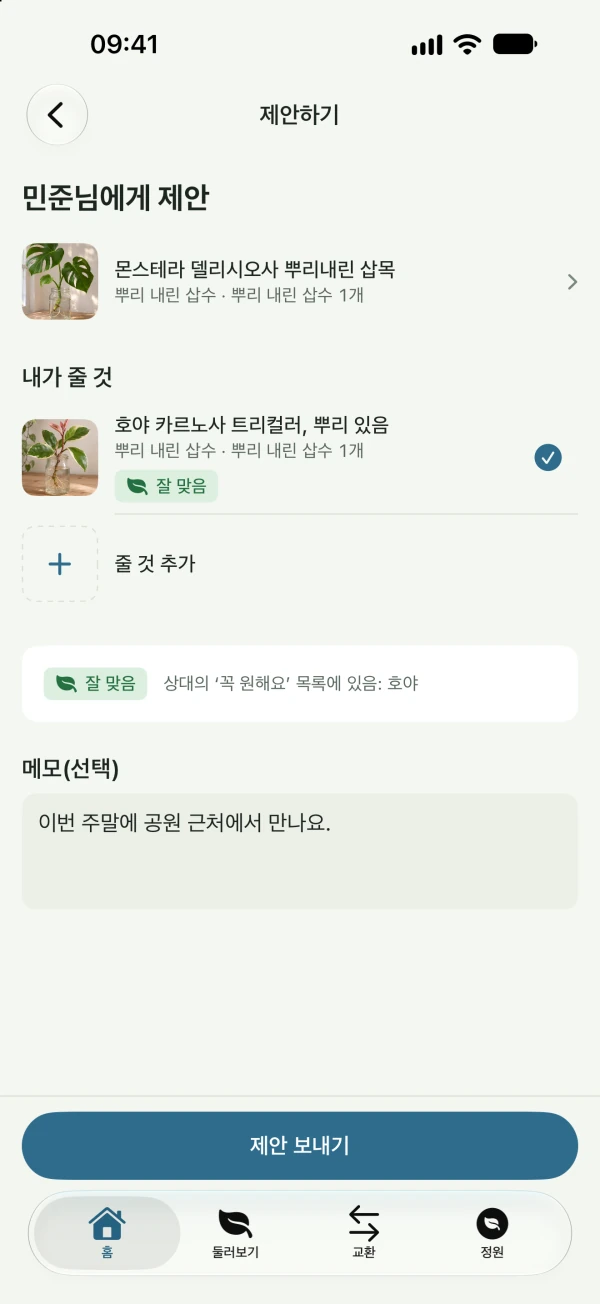 09:41
제안하기
민준님에게 제안
몬스테라 델리시오사 뿌리내린 삽목
뿌리 내린 삽수 · 뿌리 내린 삽수 1개
내가 줄 것
호야 카르노사 트리컬러, 뿌리 있음
뿌리 내린 삽수 · 뿌리 내린 삽수 1개
잘 맞음
줄 것 추가
잘 맞음 상대의 ‘꼭 원해요’ 목록에 있음: 호야
메모(선택)
이번 주말에 공원 근처에서 만나요.
제안 보내기
홈 둘러보기 교환 정원